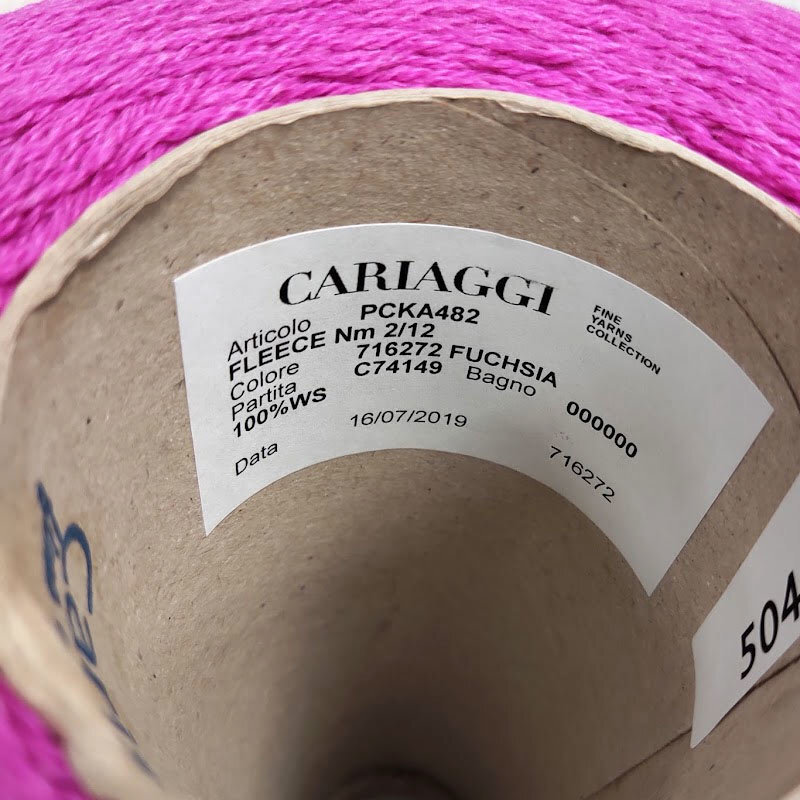 CARIAGGI
FINE
YARNS
COLLECTION
Articolo PCKA482
FLEECE Nm 2/12
Colore 716272 FUCHSIA
Partita C74149 Bagno 000000
100%WS
Data 16/07/2019 716272
504